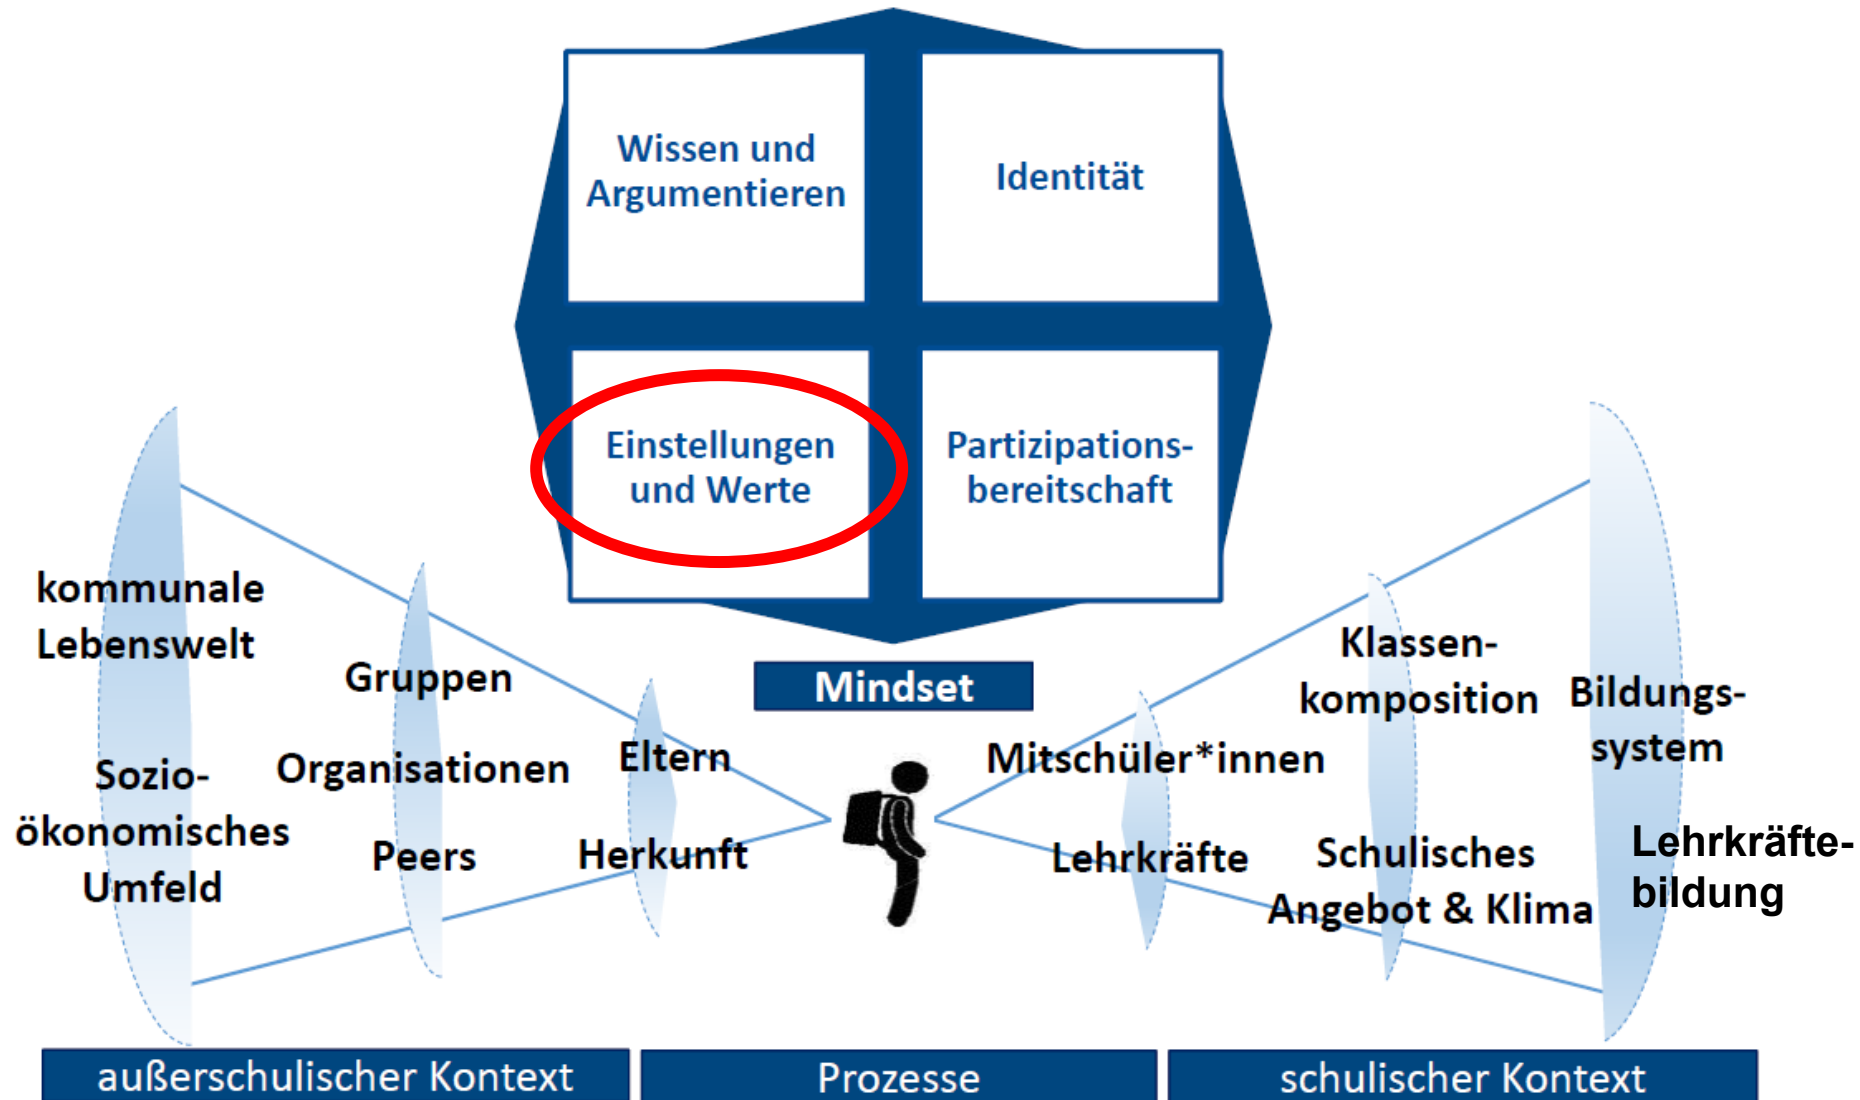 Wissen und
Argumentieren
Identität
Einstellungen
und Werte
Partizipations-
bereitschaft
Mindset
kommunale
Lebenswelt
Sozio-
ökonomisches
Umfeld
Gruppen
Organisationen
Peers
Eltern
Herkunft
Mitschüler*innen
Lehrkräfte
Klassen-
komposition
Schulisches
Angebot & Klima
Bildungs-
system
Lehrkräfte-
bildung
außerschulischer Kontext
Prozesse
schulischer Kontext